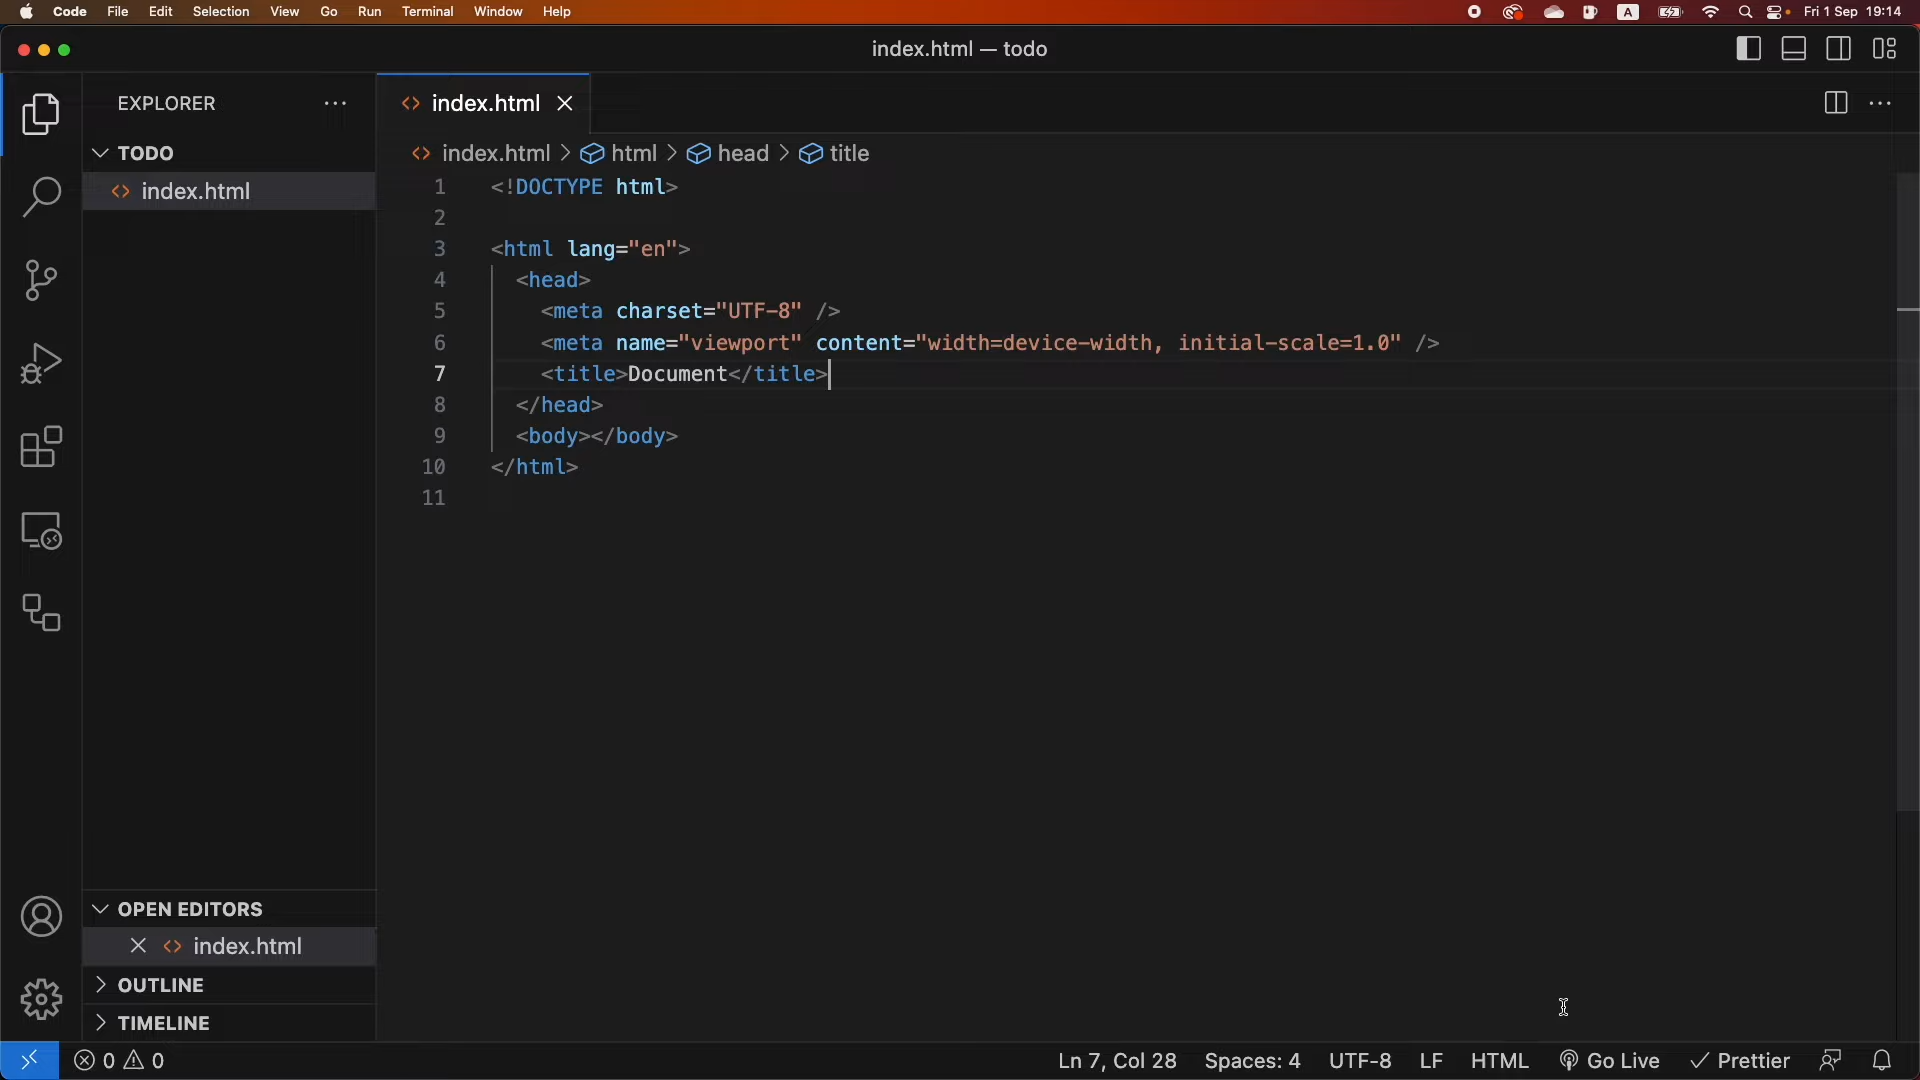 Code File Edit Selection View Go Run Terminal Window Help A Fri 1 Sep 19:14
index.html — todo
EXPLORER
index.html
TODO
index.html > html > head > title
index.html
1 <!DOCTYPE html>
2
3 <html lang="en">
4 <head>
5 <meta charset="UTF-8" />
6 <meta name="viewport" content="width=device-width, initial-scale=1.0" />
7 <title>Document</title>
8 </head>
9 <body></body>
10 </html>
11
OPEN EDITORS
index.html
OUTLINE
TIMELINE
0 0 Ln 7, Col 28 Spaces: 4 UTF-8 LF HTML Go Live Prettier